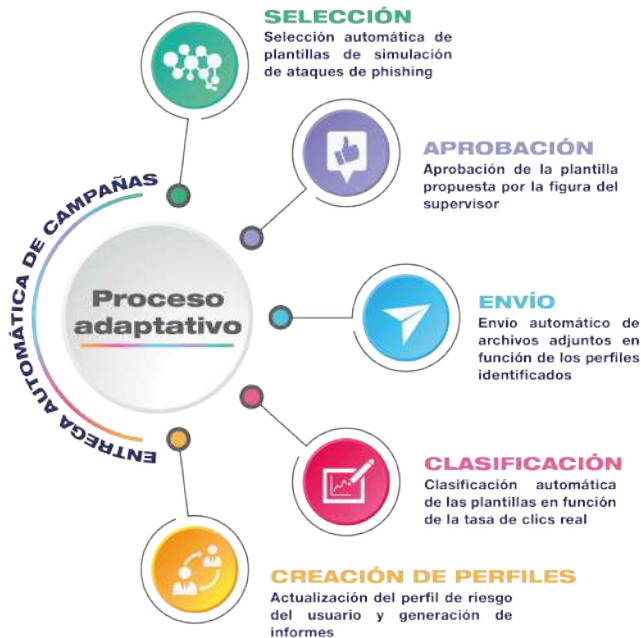 SELECCIÓN
Selección automática de
plantillas de simulación
de ataques de phishing
APROBACIÓN
Aprobación de la plantilla
propuesta por la figura del
supervisor
ENTREGA AUTOMÁTICA DE CAMPAÑAS
Proceso
adaptativo
ENVÍO
Envío automático de
archivos adjuntos en
función de los perfiles
identificados
CLASIFICACIÓN
Clasificación automática
de las plantillas en función
de la tasa de clics real
CREACIÓN DE PERFILES
Actualización del perfil de riesgo
del usuario y generación de
informes